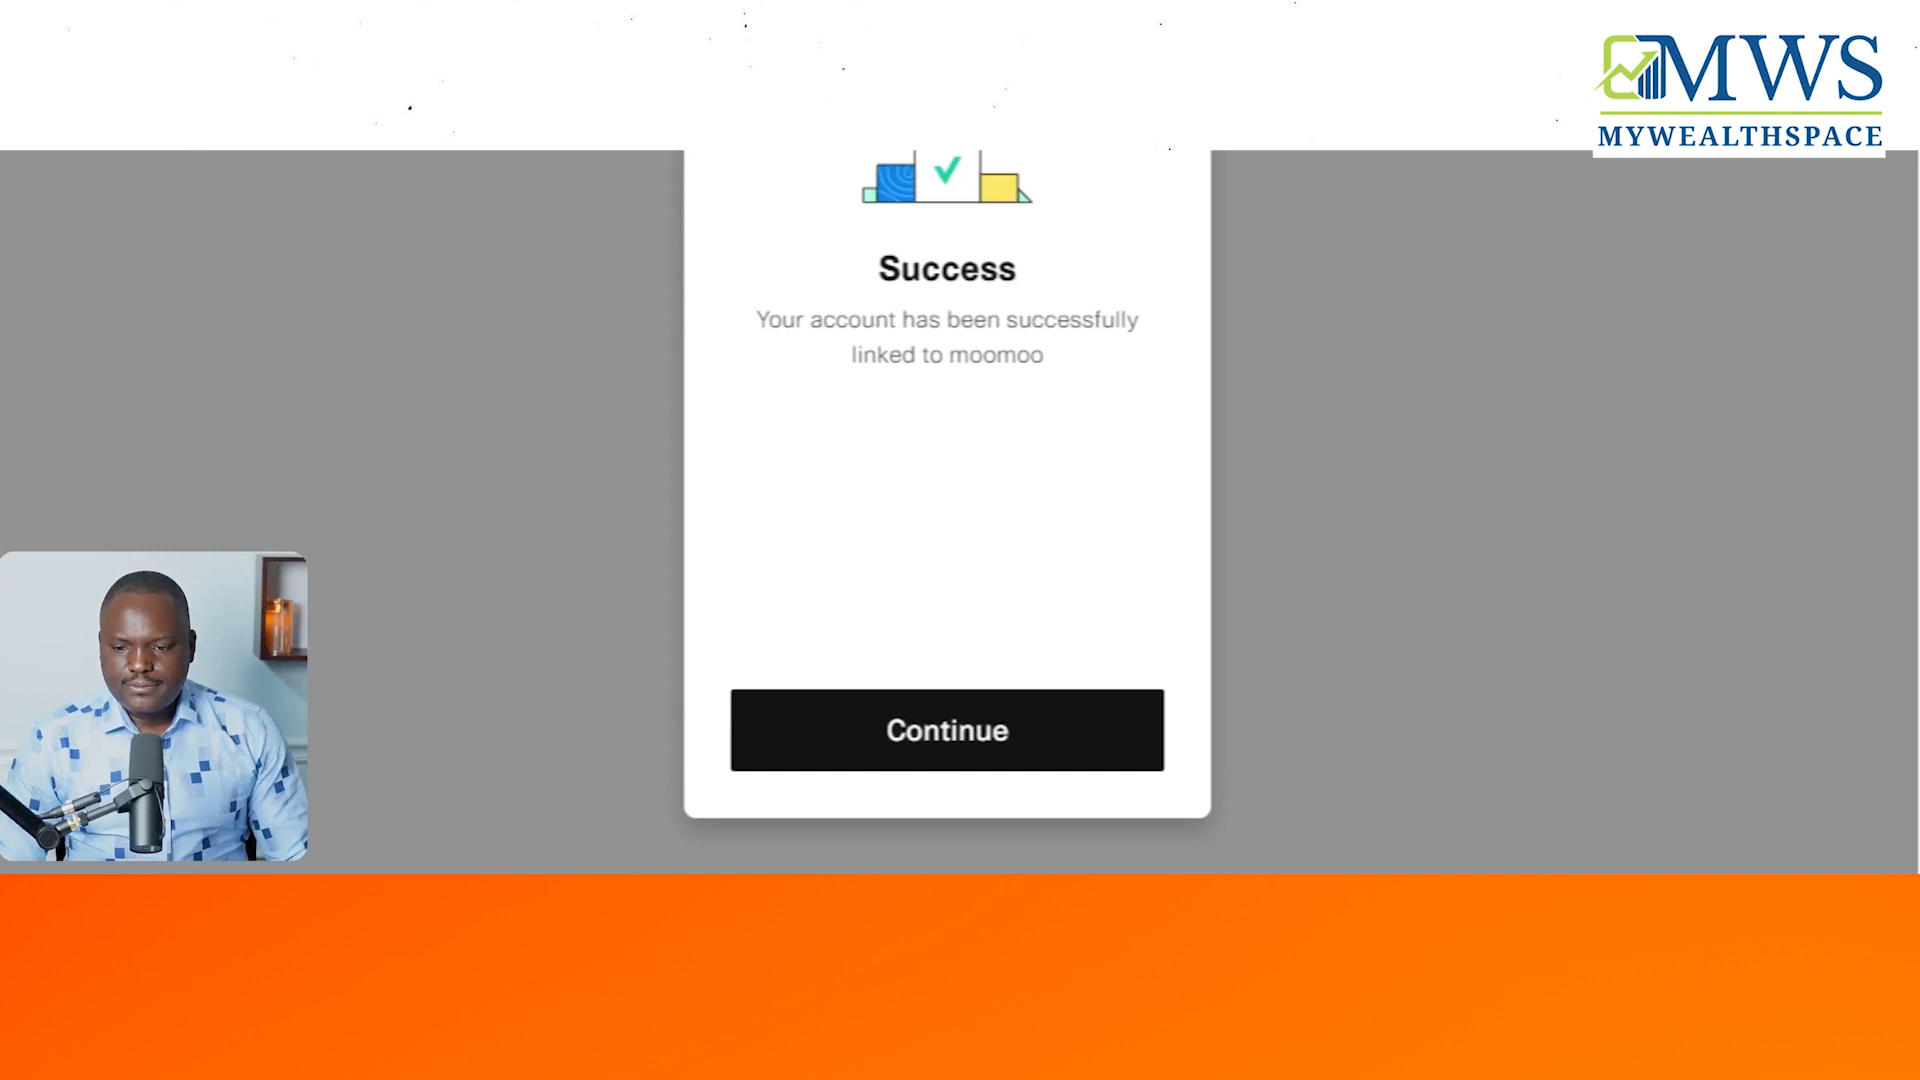 MWS
MYWEALTHSPACE
Success
Your account has been successfully
linked to moomoo
Continue